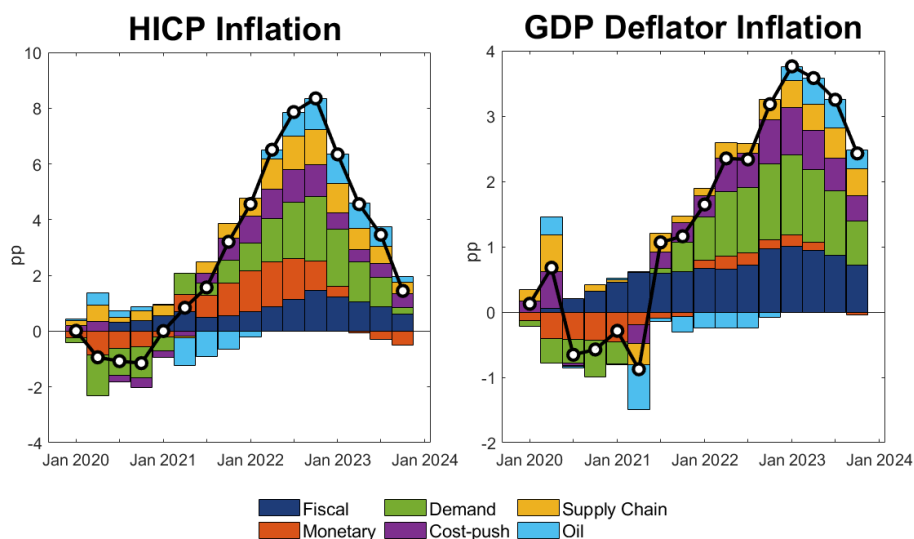 HICP Inflation
10
8
6
4
2
0
-2
-4
pp
Jan 2020 Jan 2021 Jan 2022 Jan 2023 Jan 2024
GDP Deflator Inflation
4
3
2
1
0
-1
-2
pp
Jan 2020 Jan 2021 Jan 2022 Jan 2023 Jan 2024
Fiscal Demand Supply Chain
Monetary Cost-push Oil